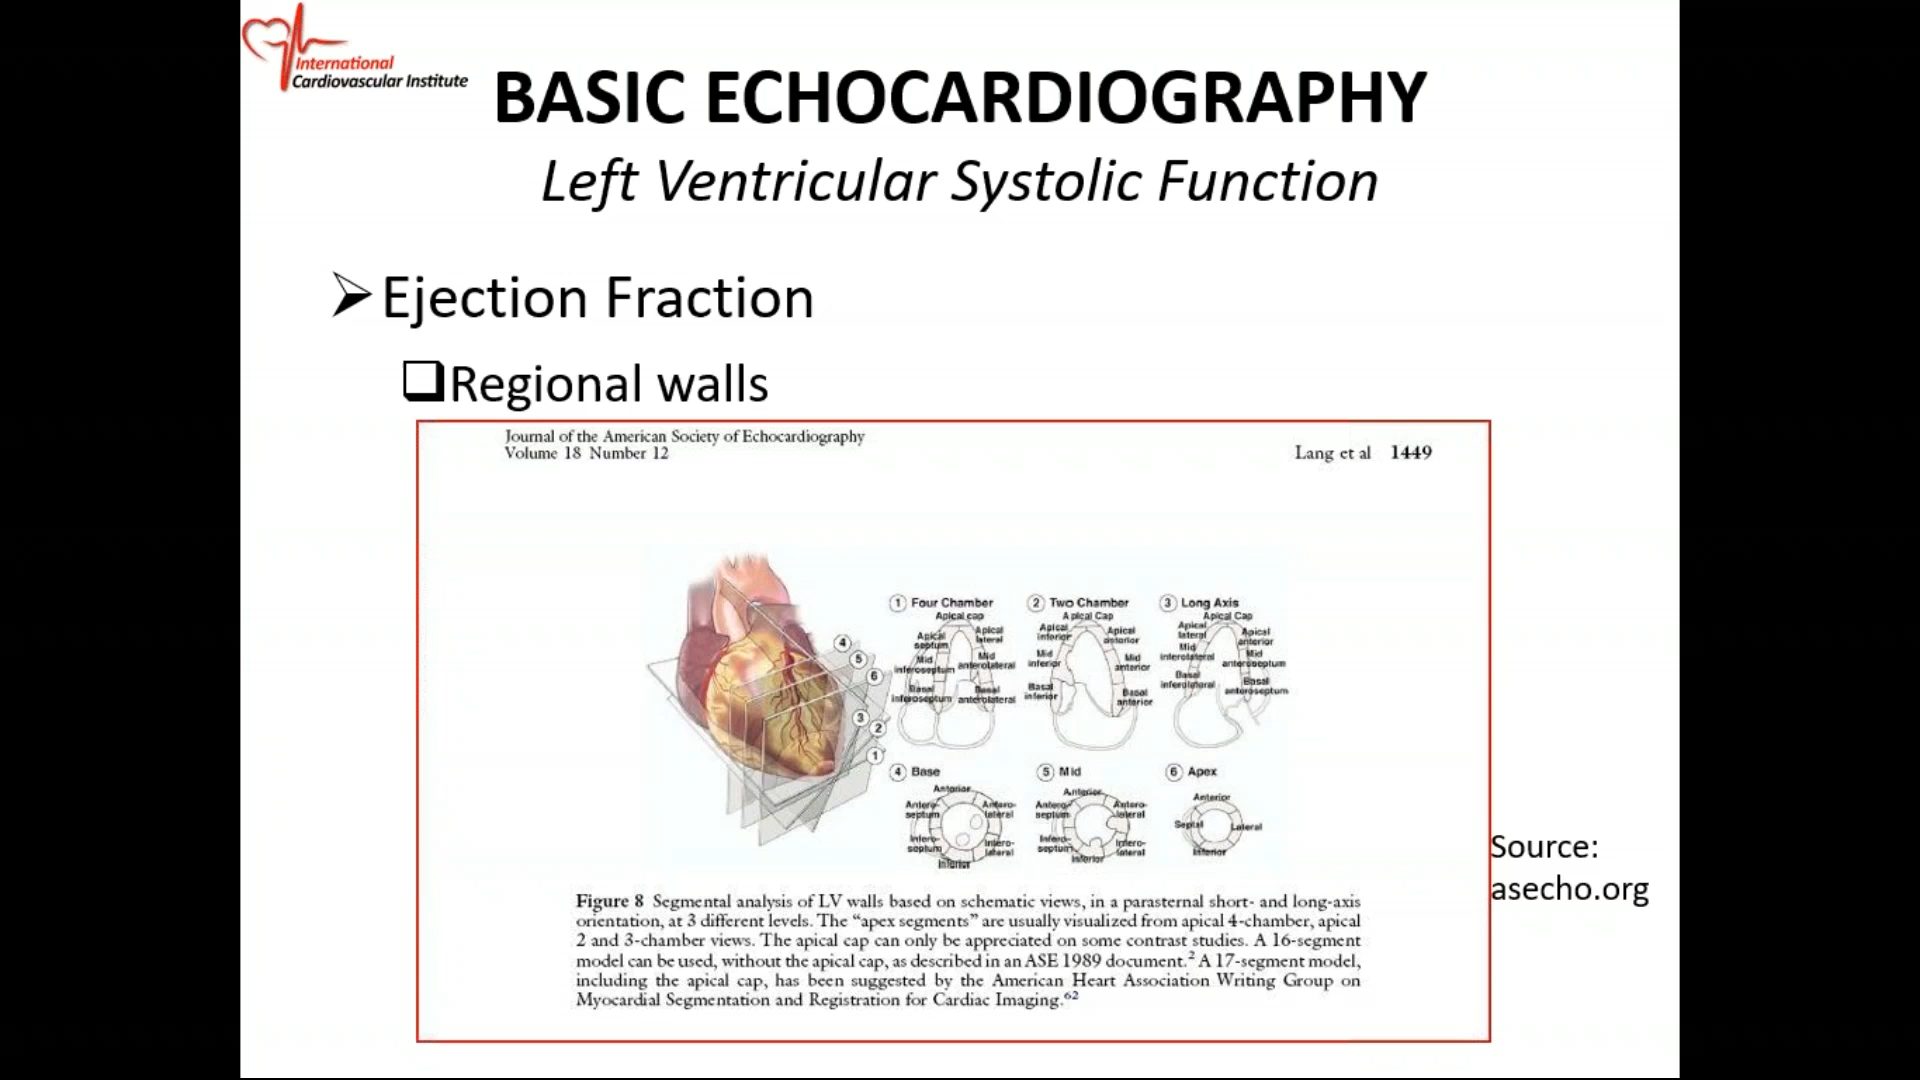 International
Cardiovascular Institute
BASIC ECHOCARDIOGRAPHY
Left Ventricular Systolic Function
Ejection Fraction
Regional walls
Journal of the American Society of Echocardiography
Volume 18 Number 12
Lang et al 1449
4
5
6
3
2
1
1 Four Chamber
Apical cap
Apical
septum
Apical
lateral
Mid
inferoseptum
Mid
anterolateral
Basal
inferoseptum
Basal
anterolateral
2 Two Chamber
Apical Cap
Apical
inferior
Apical
anterior
Mid
inferior
Mid
anterior
Basal
inferior
Basal
anterior
3 Long Axis
Apical Cap
Apical
lateral
Apical
anterior
Mid
inferolateral
Mid
anteroseptum
Basal
inferolateral
Basal
anteroseptum
4 Base
Anterior
Antero-
septum
Antero-
lateral
Infero-
septum
Infero-
lateral
Inferior
5 Mid
Anterior
Antero-
septum
Antero-
lateral
Infero-
septum
Infero-
lateral
Inferior
6 Apex
Anterior
Septal
Lateral
Inferior
Source:
asecho.org
Figure 8 Segmental analysis of LV walls based on schematic views, in a parasternal short- and long-axis
orientation, at 3 different levels. The “apex segments” are usually visualized from apical 4-chamber, apical
2 and 3-chamber views. The apical cap can only be appreciated on some contrast studies. A 16-segment
model can be used, without the apical cap, as described in an ASE 1989 document.2 A 17-segment model,
including the apical cap, has been suggested by the American Heart Association Writing Group on
Myocardial Segmentation and Registration for Cardiac Imaging.62